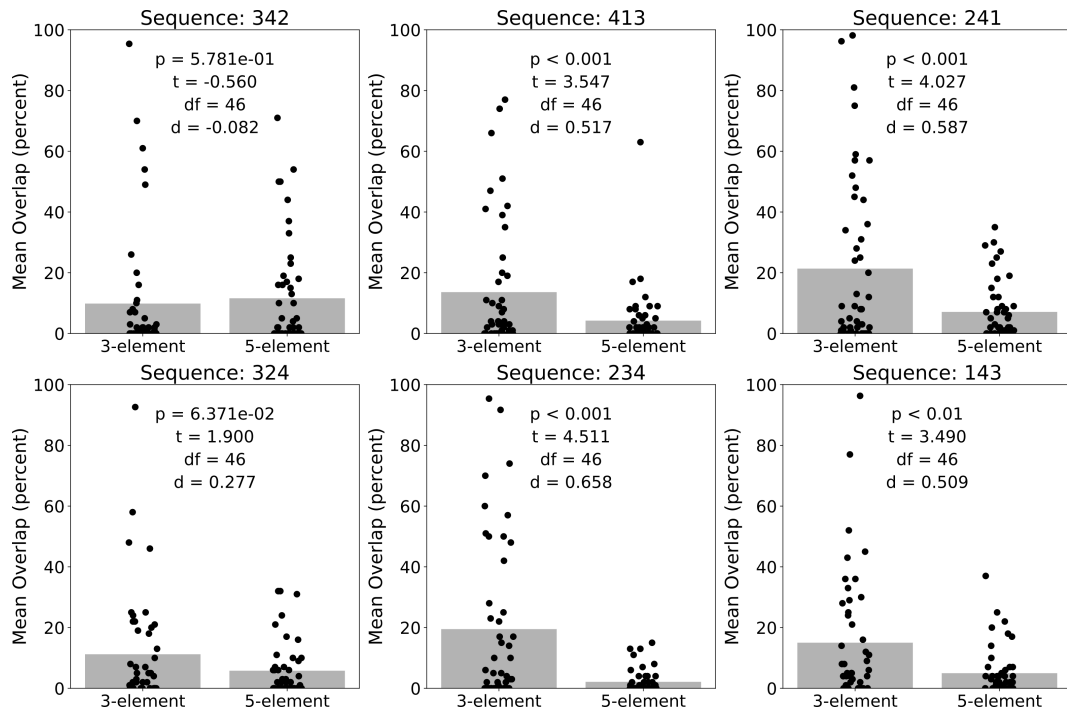 Sequence: 342
Mean Overlap (percent)
100
80
60
40
20
0
p = 5.781e-01
t = -0.560
df = 46
d = -0.082
3-element
5-element
Sequence: 413
Mean Overlap (percent)
100
80
60
40
20
0
p < 0.001
t = 3.547
df = 46
d = 0.517
3-element
5-element
Sequence: 241
Mean Overlap (percent)
100
80
60
40
20
0
p < 0.001
t = 4.027
df = 46
d = 0.587
3-element
5-element
Sequence: 324
Mean Overlap (percent)
100
80
60
40
20
0
p = 6.371e-02
t = 1.900
df = 46
d = 0.277
3-element
5-element
Sequence: 234
Mean Overlap (percent)
100
80
60
40
20
0
p < 0.001
t = 4.511
df = 46
d = 0.658
3-element
5-element
Sequence: 143
Mean Overlap (percent)
100
80
60
40
20
0
p < 0.01
t = 3.490
df = 46
d = 0.509
3-element
5-element